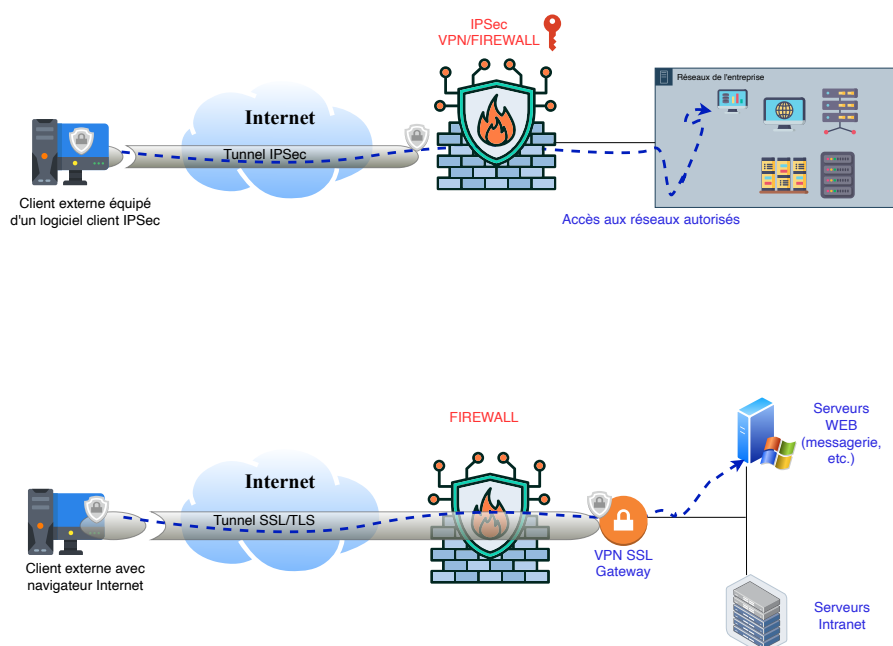 IPSec
VPN/FIREWALL
Réseaux de l'entreprise
Internet
Tunnel IPSec
Client externe équipé
d'un logiciel client IPSec
Accès aux réseaux autorisés
FIREWALL
Serveurs
WEB
(messagerie,
etc.)
Internet
Tunnel SSL/TLS
VPN SSL
Gateway
Client externe avec
navigateur Internet
Serveurs
Intranet